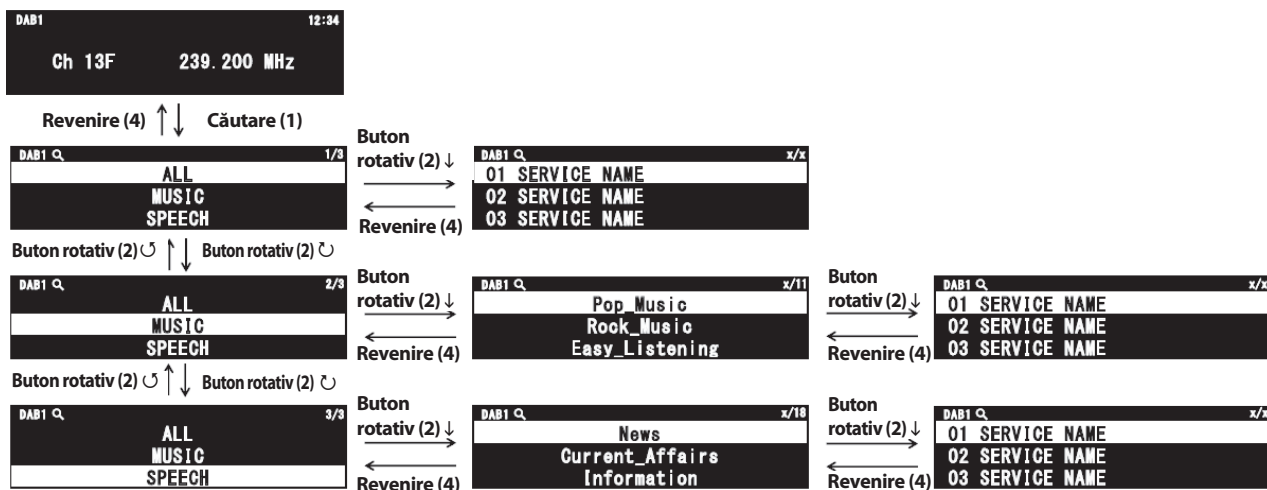 DAB1 12:34
Ch 13F 239.200 MHz
Revenire (4) ↑↓ Căutare (1)
DAB1 1/3
ALL
MUSIC
SPEECH
Buton
rotativ (2) ↓
Revenire (4)
DAB1 x/x
01 SERVICE NAME
02 SERVICE NAME
03 SERVICE NAME
Buton rotativ (2) ↺ ↑↓ Buton rotativ (2) ↻
DAB1 2/3
ALL
MUSIC
SPEECH
Buton
rotativ (2) ↓
Revenire (4)
DAB1 x/11
Pop_Music
Rock_Music
Easy_Listening
Buton
rotativ (2) ↓
Revenire (4)
DAB1 x/x
01 SERVICE NAME
02 SERVICE NAME
03 SERVICE NAME
Buton rotativ (2) ↺ ↑↓ Buton rotativ (2) ↻
DAB1 3/3
ALL
MUSIC
SPEECH
Buton
rotativ (2) ↓
Revenire (4)
DAB1 x/18
News
Current_Affairs
Information
Buton
rotativ (2) ↓
Revenire (4)
DAB1 x/x
01 SERVICE NAME
02 SERVICE NAME
03 SERVICE NAME